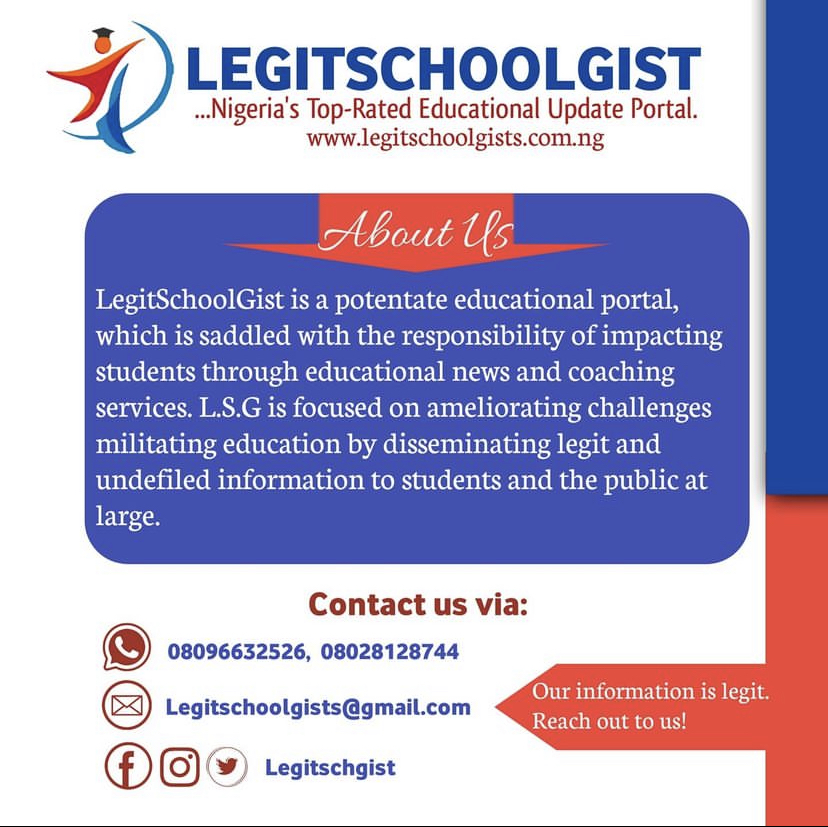 LEGITSCHOOLGIST
...Nigeria's Top-Rated Educational Update Portal.
www.legitschoolgists.com.ng
About Us
LegitSchoolGist is a potentate educational portal,
which is saddled with the responsibility of impacting
students through educational news and coaching
services. L.S.G is focused on ameliorating challenges
militating education by disseminating legit and
undefiled information to students and the public at
large.
Contact us via:
08096632526, 08028128744
Legitschoolgists@gmail.com
Our information is legit.
Reach out to us!
Legitschgist